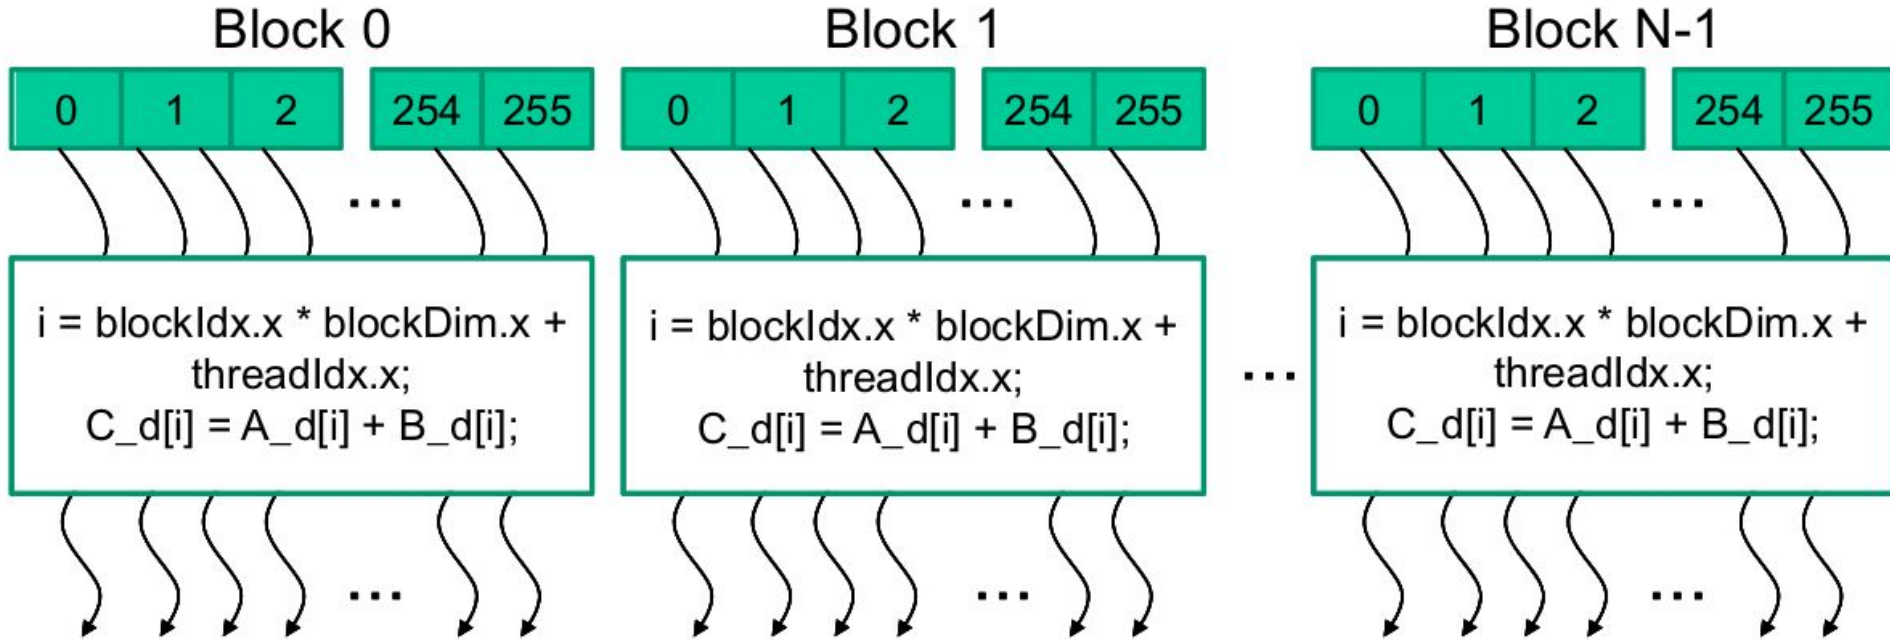 Block 0
0 1 2 254 255
...
i = blockIdx.x * blockDim.x +
threadIdx.x;
C_d[i] = A_d[i] + B_d[i];
...
Block 1
0 1 2 254 255
...
i = blockIdx.x * blockDim.x +
threadIdx.x;
C_d[i] = A_d[i] + B_d[i];
...
...
Block N-1
0 1 2 254 255
...
i = blockIdx.x * blockDim.x +
threadIdx.x;
C_d[i] = A_d[i] + B_d[i];
...